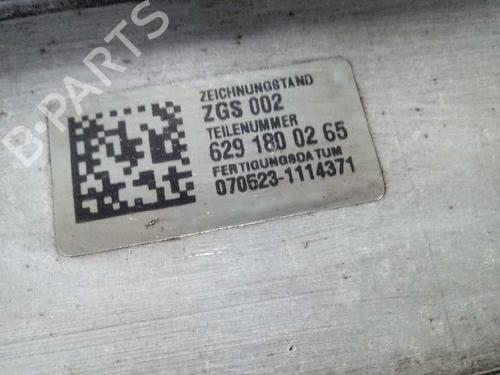 B-PARTS
ZEICHNUNGSTAND
ZGS 002
TEILENUMMER
629 180 02 65
FERTIGUNGSDATUM
070623-1114371